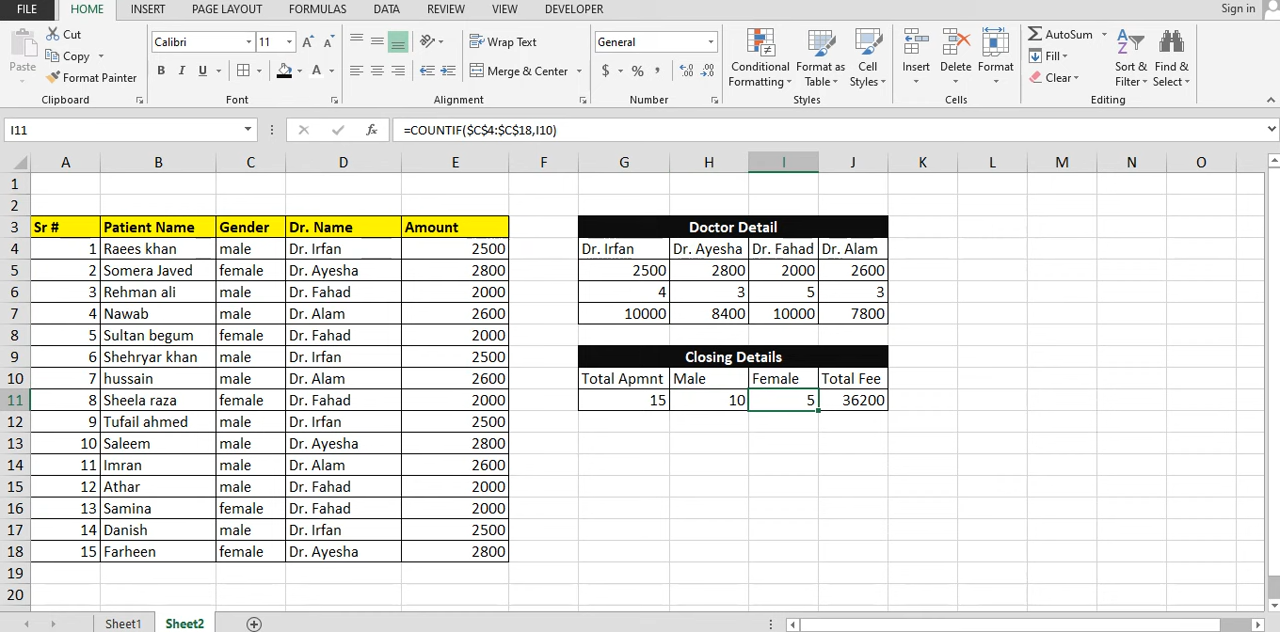 FILE HOME INSERT PAGE LAYOUT FORMULAS DATA REVIEW VIEW DEVELOPER Sign in
Paste Cut Copy Format Painter Clipboard
Calibri 11 B I U A Font
Wrap Text Merge & Center Alignment
General $ % , Number
Conditional Formatting Format as Table Cell Styles Styles
Insert Delete Format Cells
AutoSum Fill Clear Sort & Filter Find & Select Editing
I11 fx =COUNTIF($C$4:$C$18,I10)
A B C D E F G H I J K L M N O
1
2
3 Sr # Patient Name Gender Dr. Name Amount Doctor Detail
4 1 Raees khan male Dr. Irfan 2500 Dr. Irfan Dr. Ayesha Dr. Fahad Dr. Alam
5 2 Somera Javed female Dr. Ayesha 2800 2500 2800 2000 2600
6 3 Rehman ali male Dr. Fahad 2000 4 3 5 3
7 4 Nawab male Dr. Alam 2600 10000 8400 10000 7800
8 5 Sultan begum female Dr. Fahad 2000
9 6 Shehryar khan male Dr. Irfan 2500 Closing Details
10 7 hussain male Dr. Alam 2600 Total Apmnt Male Female Total Fee
11 8 Sheela raza female Dr. Fahad 2000 15 10 5 36200
12 9 Tufail ahmed male Dr. Irfan 2500
13 10 Saleem male Dr. Ayesha 2800
14 11 Imran male Dr. Alam 2600
15 12 Athar male Dr. Fahad 2000
16 13 Samina female Dr. Fahad 2000
17 14 Danish male Dr. Irfan 2500
18 15 Farheen female Dr. Ayesha 2800
19
20
Sheet1 Sheet2